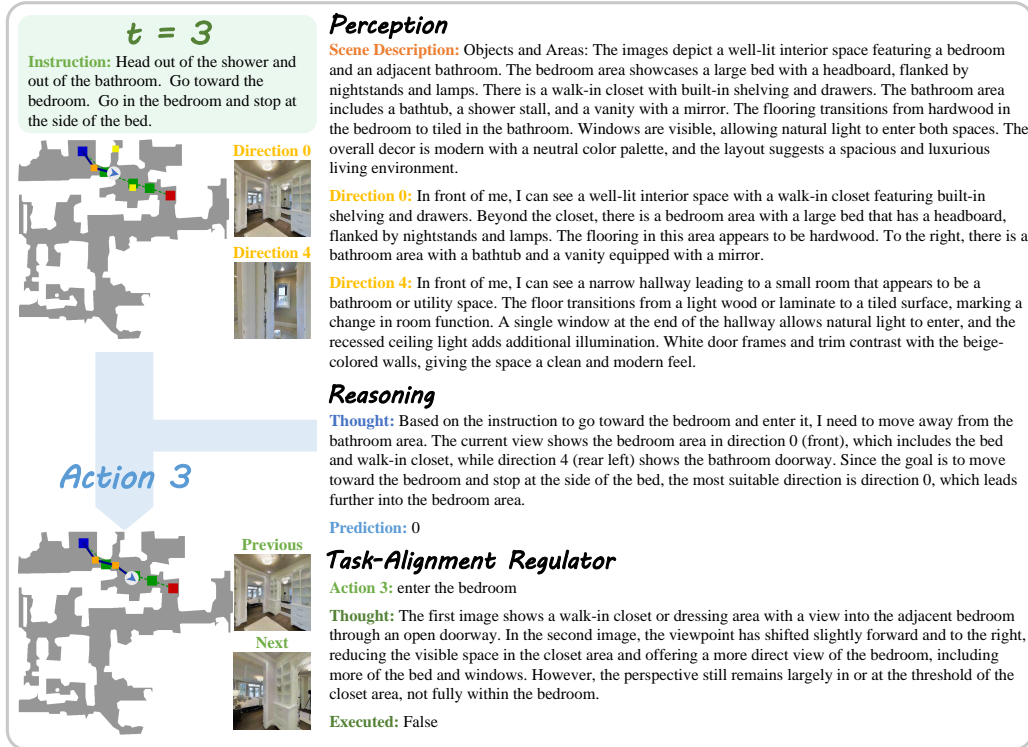 t = 3
Instruction: Head out of the shower and
out of the bathroom. Go toward the
bedroom. Go in the bedroom and stop at
the side of the bed.
Direction 0
Direction 4
Action 3
Previous
Next
Perception
Scene Description: Objects and Areas: The images depict a well-lit interior space featuring a bedroom
and an adjacent bathroom. The bedroom area showcases a large bed with a headboard, flanked by
nightstands and lamps. There is a walk-in closet with built-in shelving and drawers. The bathroom area
includes a bathtub, a shower stall, and a vanity with a mirror. The flooring transitions from hardwood in
the bedroom to tiled in the bathroom. Windows are visible, allowing natural light to enter both spaces. The
overall decor is modern with a neutral color palette, and the layout suggests a spacious and luxurious
living environment.
Direction 0: In front of me, I can see a well-lit interior space with a walk-in closet featuring built-in
shelving and drawers. Beyond the closet, there is a bedroom area with a large bed that has a headboard,
flanked by nightstands and lamps. The flooring in this area appears to be hardwood. To the right, there is a
bathroom area with a bathtub and a vanity equipped with a mirror.
Direction 4: In front of me, I can see a narrow hallway leading to a small room that appears to be a
bathroom or utility space. The floor transitions from a light wood or laminate to a tiled surface, marking a
change in room function. A single window at the end of the hallway allows natural light to enter, and the
recessed ceiling light adds additional illumination. White door frames and trim contrast with the beige-
colored walls, giving the space a clean and modern feel.
Reasoning
Thought: Based on the instruction to go toward the bedroom and enter it, I need to move away from the
bathroom area. The current view shows the bedroom area in direction 0 (front), which includes the bed
and walk-in closet, while direction 4 (rear left) shows the bathroom doorway. Since the goal is to move
toward the bedroom and stop at the side of the bed, the most suitable direction is direction 0, which leads
further into the bedroom area.
Prediction: 0
Task-Alignment Regulator
Action 3: enter the bedroom
Thought: The first image shows a walk-in closet or dressing area with a view into the adjacent bedroom
through an open doorway. In the second image, the viewpoint has shifted slightly forward and to the right,
reducing the visible space in the closet area and offering a more direct view of the bedroom, including
more of the bed and windows. However, the perspective still remains largely in or at the threshold of the
closet area, not fully within the bedroom.
Executed: False